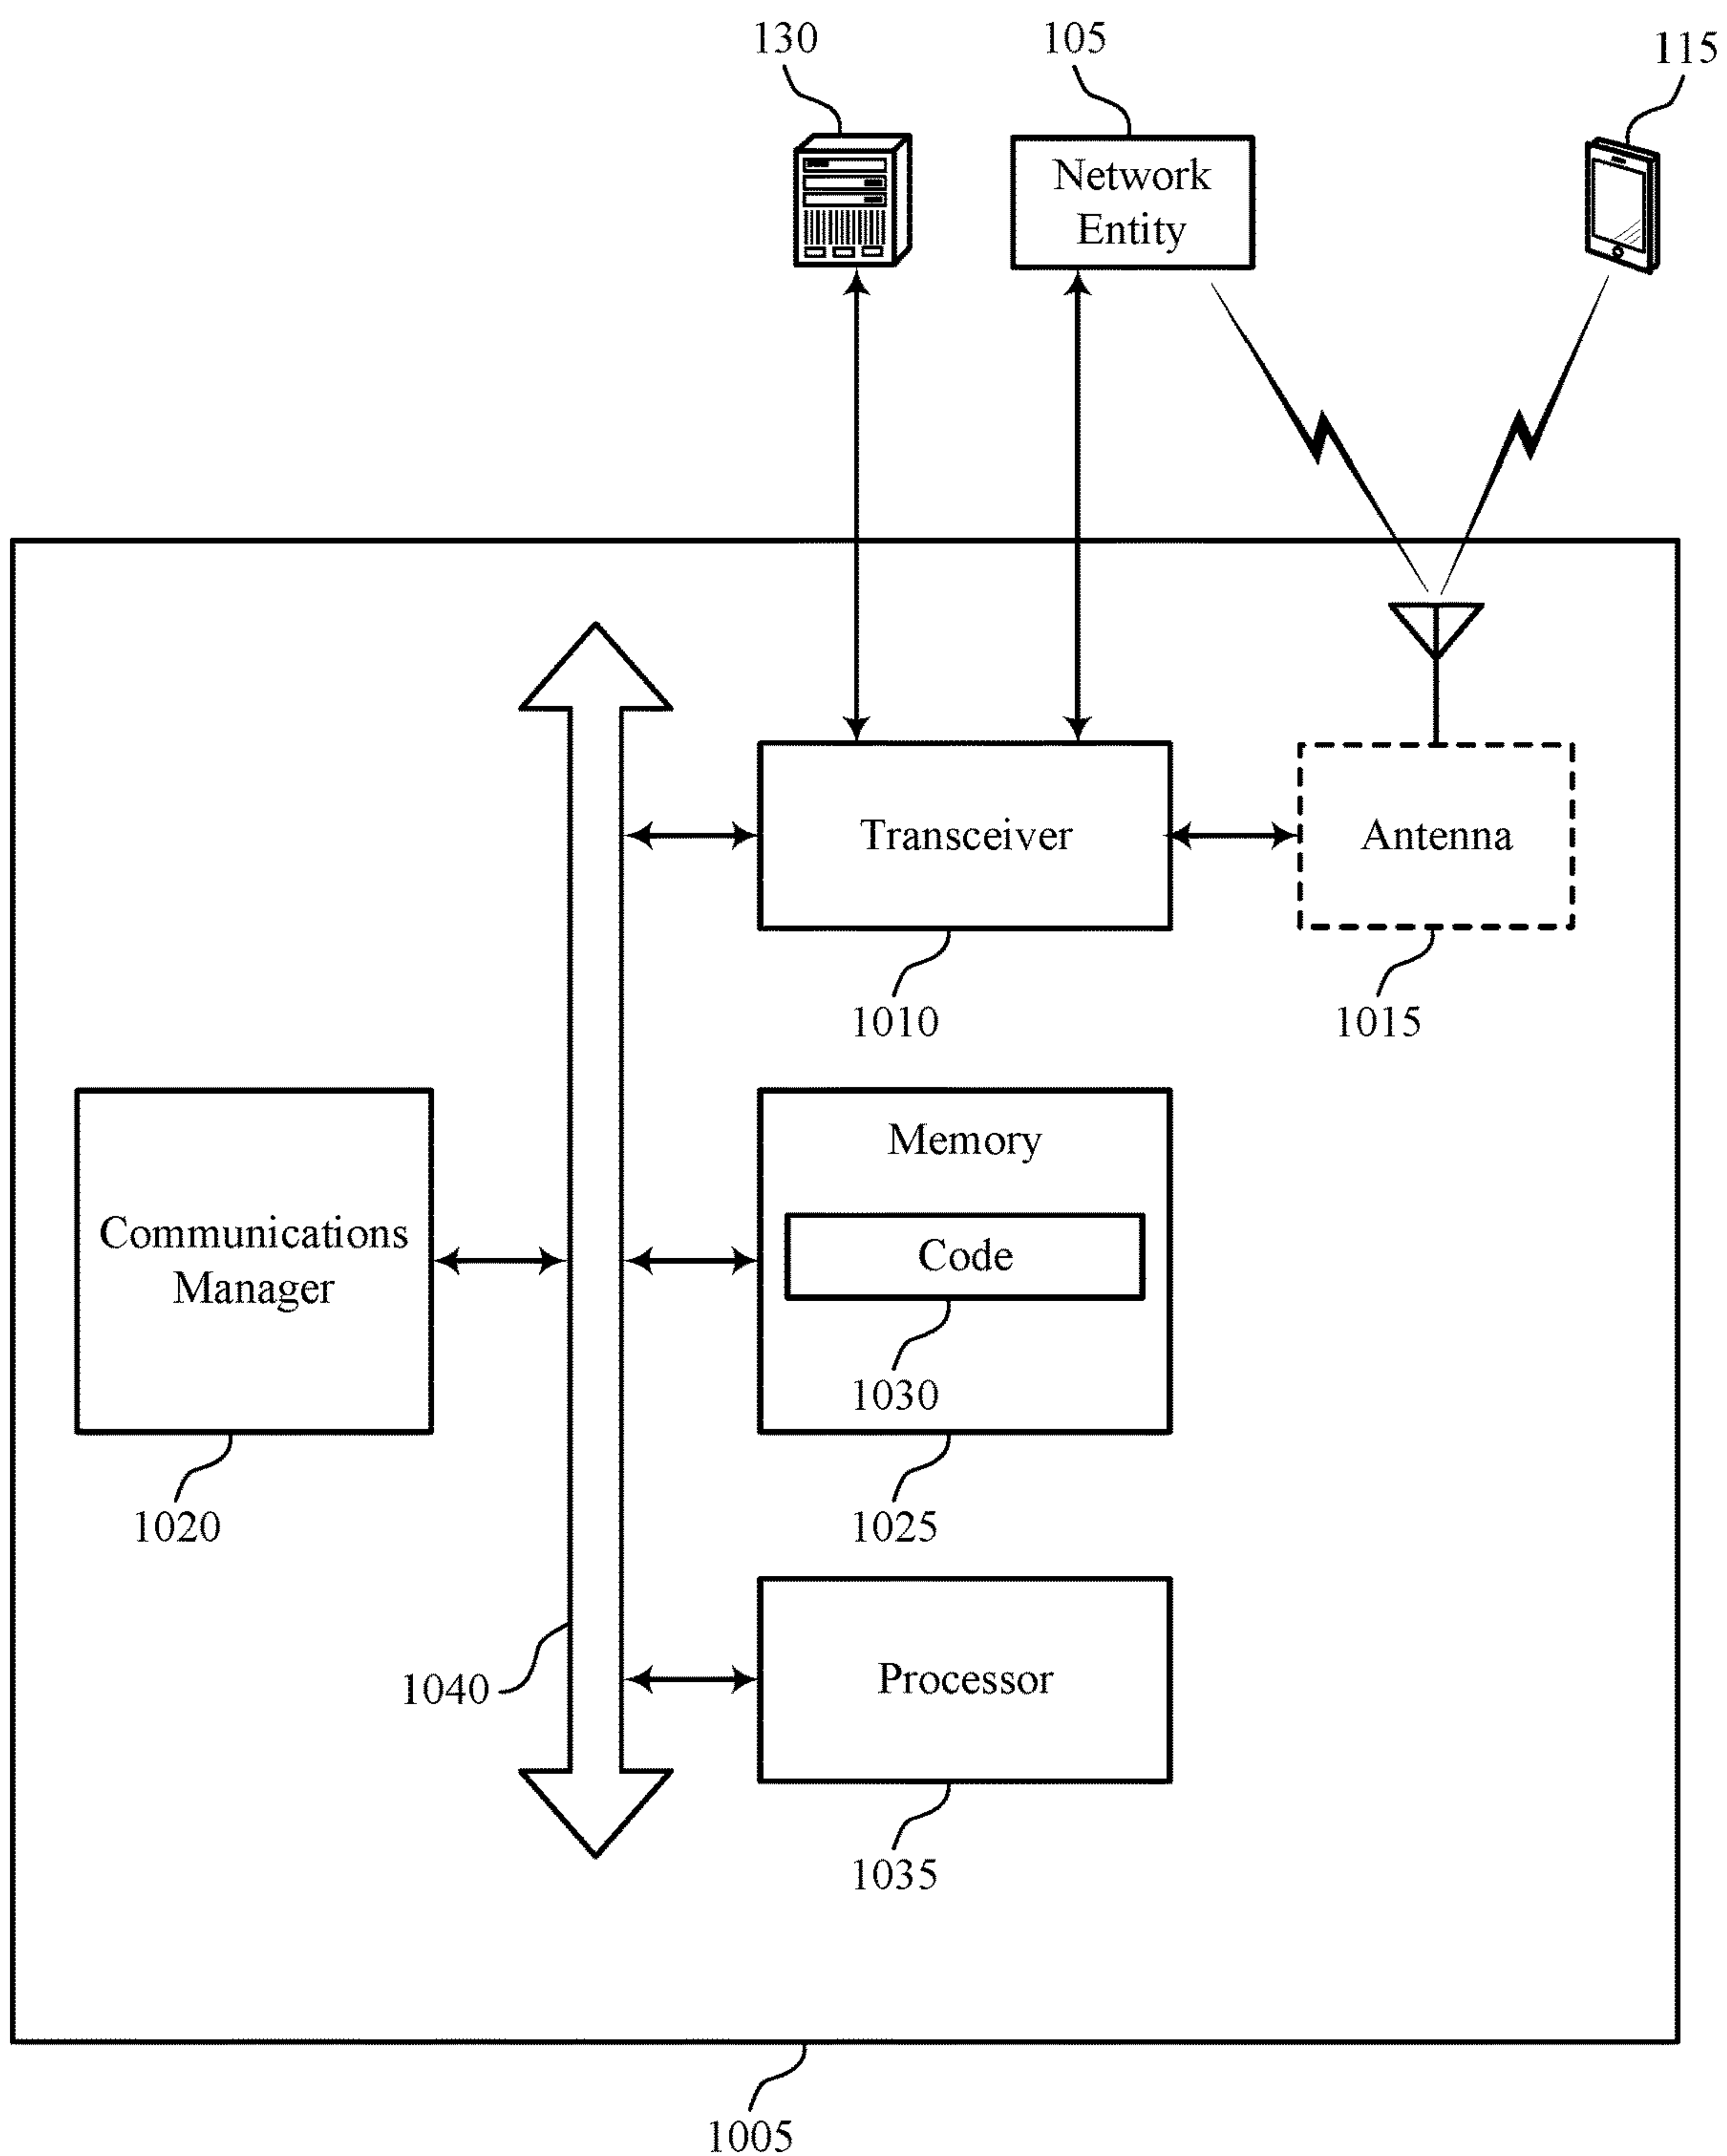 130
105
115
Network
Entity
Transceiver
Antenna
1010
1015
Memory
Communications
Manager
Code
1030
1020
1025
1040
Processor
1035
1005